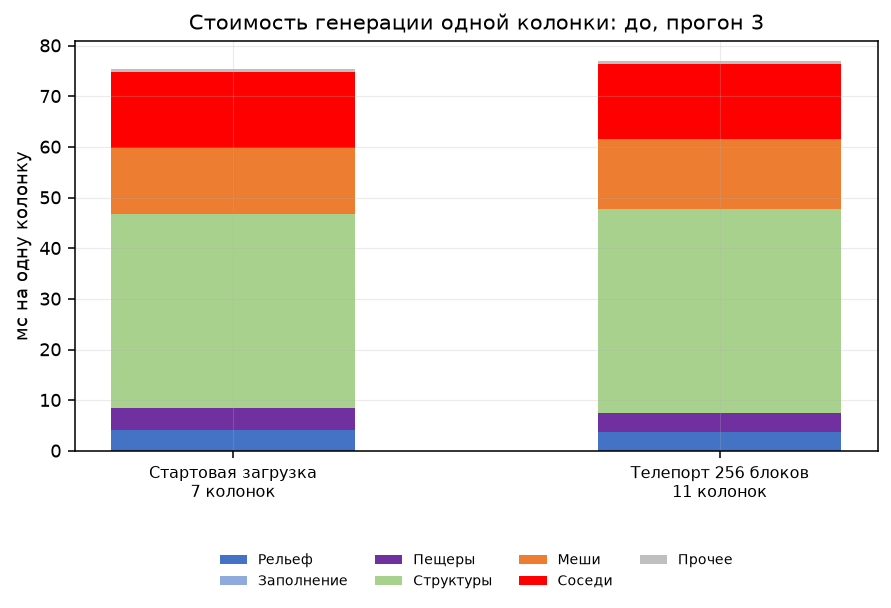 Стоимость генерации одной колонки: до, прогон 3
мс на одну колонку
80
70
60
50
40
30
20
10
0
Стартовая загрузка
7 колонок
Телепорт 256 блоков
11 колонок
Рельеф
Заполнение
Пещеры
Структуры
Меши
Соседи
Прочее